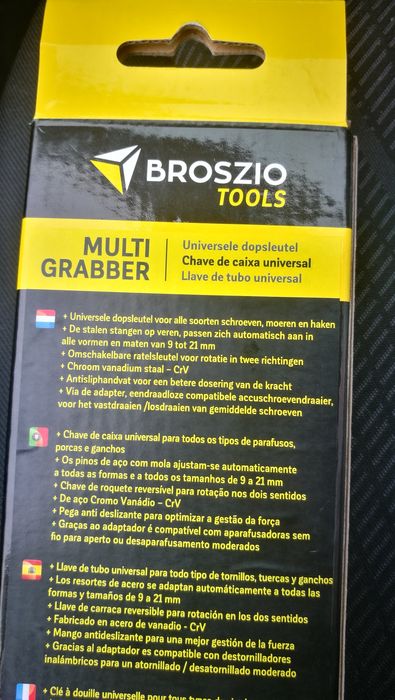 BROSZIO
TOOLS
MULTI
GRABBER
Universele dopsleutel
Chave de caixa universal
Llave de tubo universal
+ Universele dopsleutel voor alle soorten schroeven, moeren en haken
+ De stalen stangen op veren, passen zich automatisch aan in
alle vormen en maten van 9 tot 21 mm
+ Omschakelbare ratelsleutel voor rotatie in twee richtingen
+ Chroom vanadium staal – CrV
+ Antisliphandvat voor een betere dosering van de kracht
+ Via de adapter, eendraadloze compatibele accuschroevendraaier,
voor het vastdraaien /losdraaien van gemiddelde schroeven
+ Chave de caixa universal para todos os tipos de parafusos,
porcas e ganchos
+ Os pinos de aço com mola ajustam-se automaticamente
a todas as formas e a todos os tamanhos de 9 a 21 mm
+ Chave de roquete reversível para rotação nos dois sentidos
+ De aço Cromo Vanádio – CrV
+ Pega anti deslizante para optimizar a gestão da força
+ Graças ao adaptador é compatível com aparafusadoras sem
fio para aperto ou desaparafusamento moderados
+ Llave de tubo universal para todo tipo de tornillos, tuercas y ganchos
+ Los resortes de acero se adaptan automáticamente a todas las
formas y tamaños de 9 a 21 mm
+ Llave de carraca reversible para rotación en los dos sentidos
+ Fabricado en acero de vanadio - CrV
+ Mango antideslizante para una mejor gestión de la fuerza
+ Gracias al adaptador es compatible con destornilladores
inalámbricos para un atornillado / desatornillado moderado
+ Clé à douille universelle pour tous types de